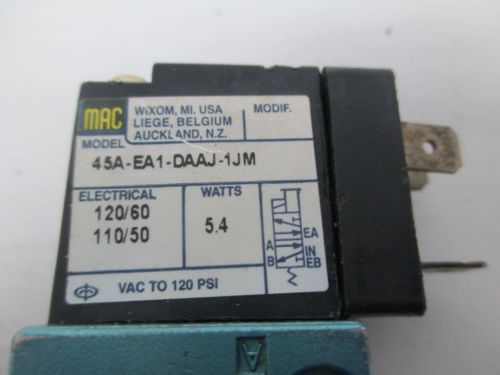 MAC
WIXOM, MI. USA
LIEGE, BELGIUM
AUCKLAND, N.Z.
MODIF.
MODEL
45A-EA1-DAAJ-1JM
ELECTRICAL
WATTS
120/60
110/50
5.4
A
B
EA
IN
EB
VAC TO 120 PSI
A